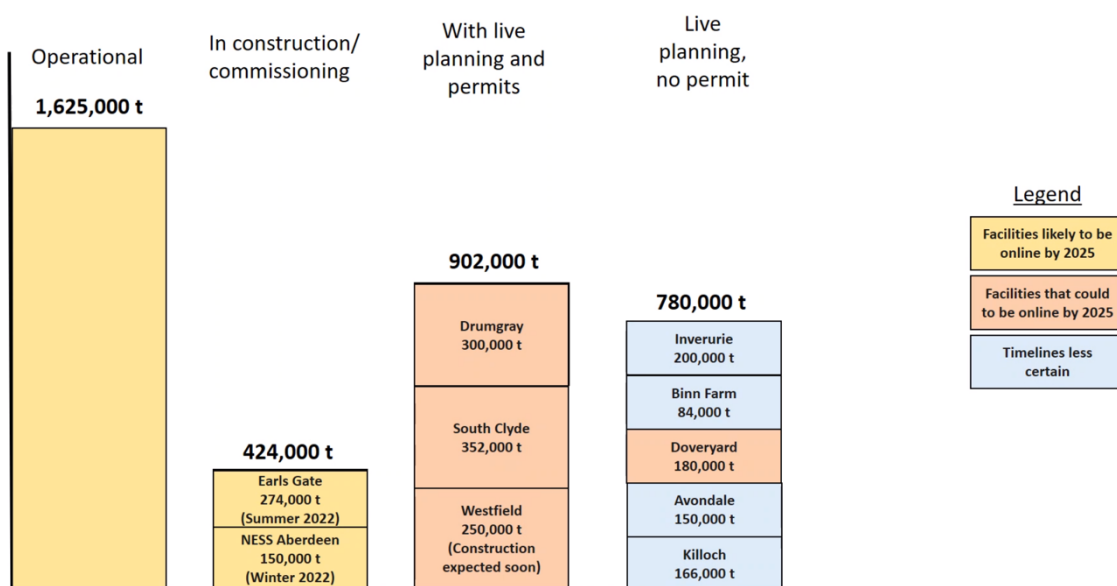 Operational
1,625,000 t
In construction/
commissioning
424,000 t
Earls Gate
274,000 t
(Summer 2022)
NESS Aberdeen
150,000 t
(Winter 2022)
With live
planning and
permits
902,000 t
Drumgray
300,000 t
South Clyde
352,000 t
Westfield
250,000 t
(Construction
expected soon)
Live
planning,
no permit
780,000 t
Inverurie
200,000 t
Binn Farm
84,000 t
Doveryard
180,000 t
Avondale
150,000 t
Killoch
166,000 t
Legend
Facilities likely to be
online by 2025
Facilities that could
to be online by 2025
Timelines less
certain